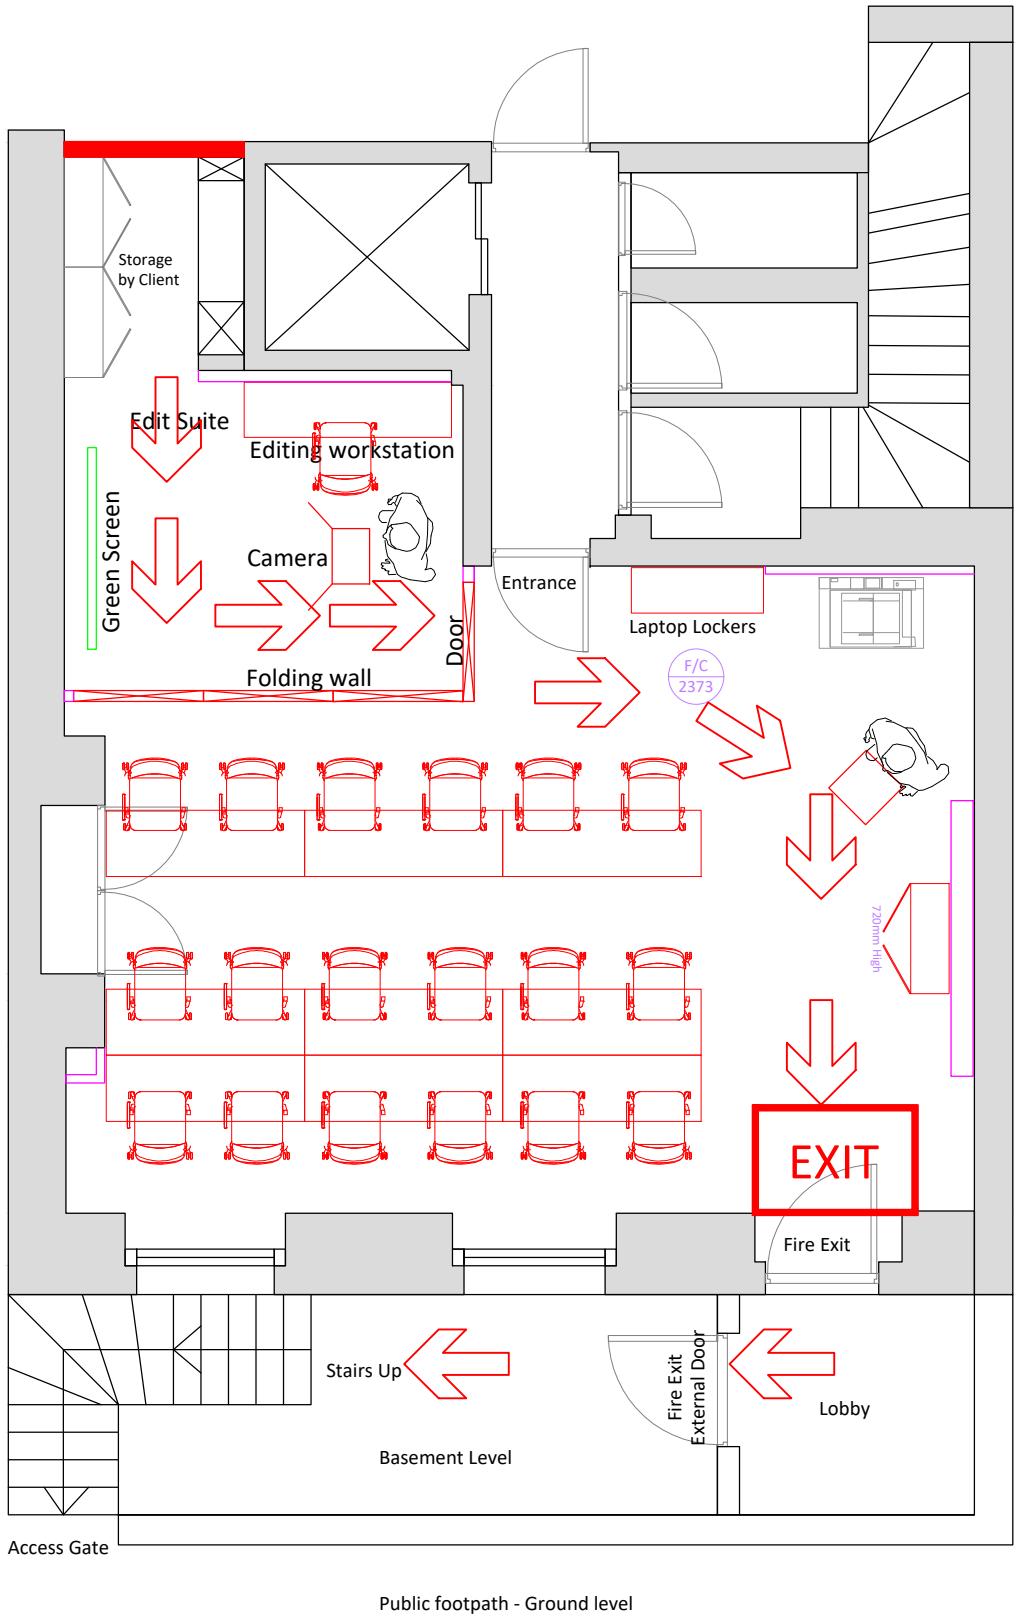 Storage
by Client
Edit Suite
Editing workstation
Green Screen
Camera
Entrance
Laptop Lockers
Door
F/C
2373
Folding wall
720mm High
EXIT
Fire Exit
Stairs Up
Fire Exit
External Door
Lobby
Basement Level
Access Gate
Public footpath - Ground level